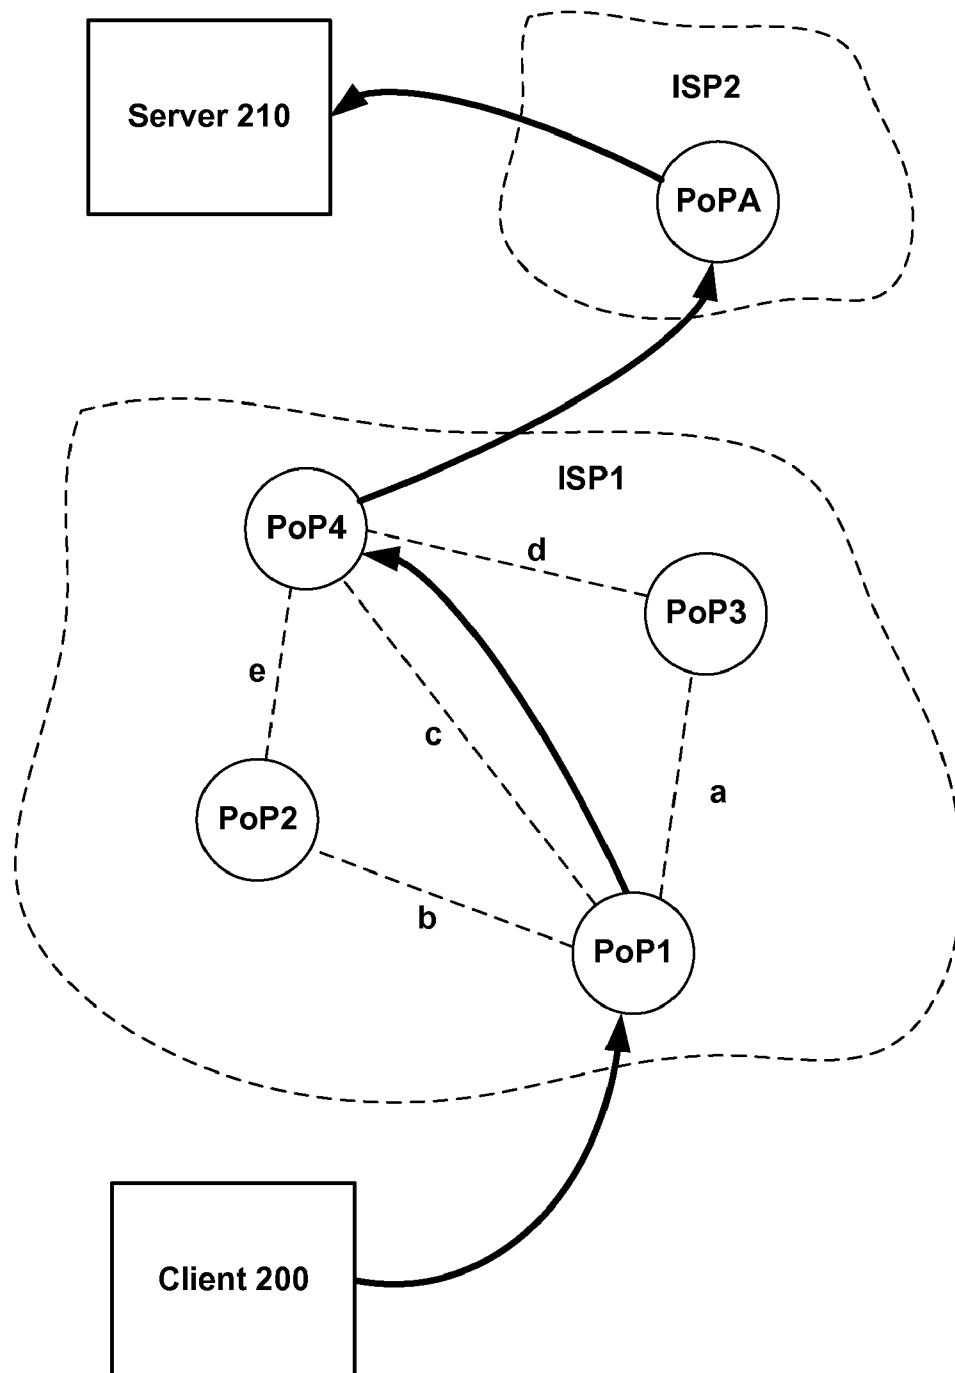 ISP2
Server 210
PoPA
ISP1
PoP4
d
PoP3
e
c
a
PoP2
b
PoP1
Client 200